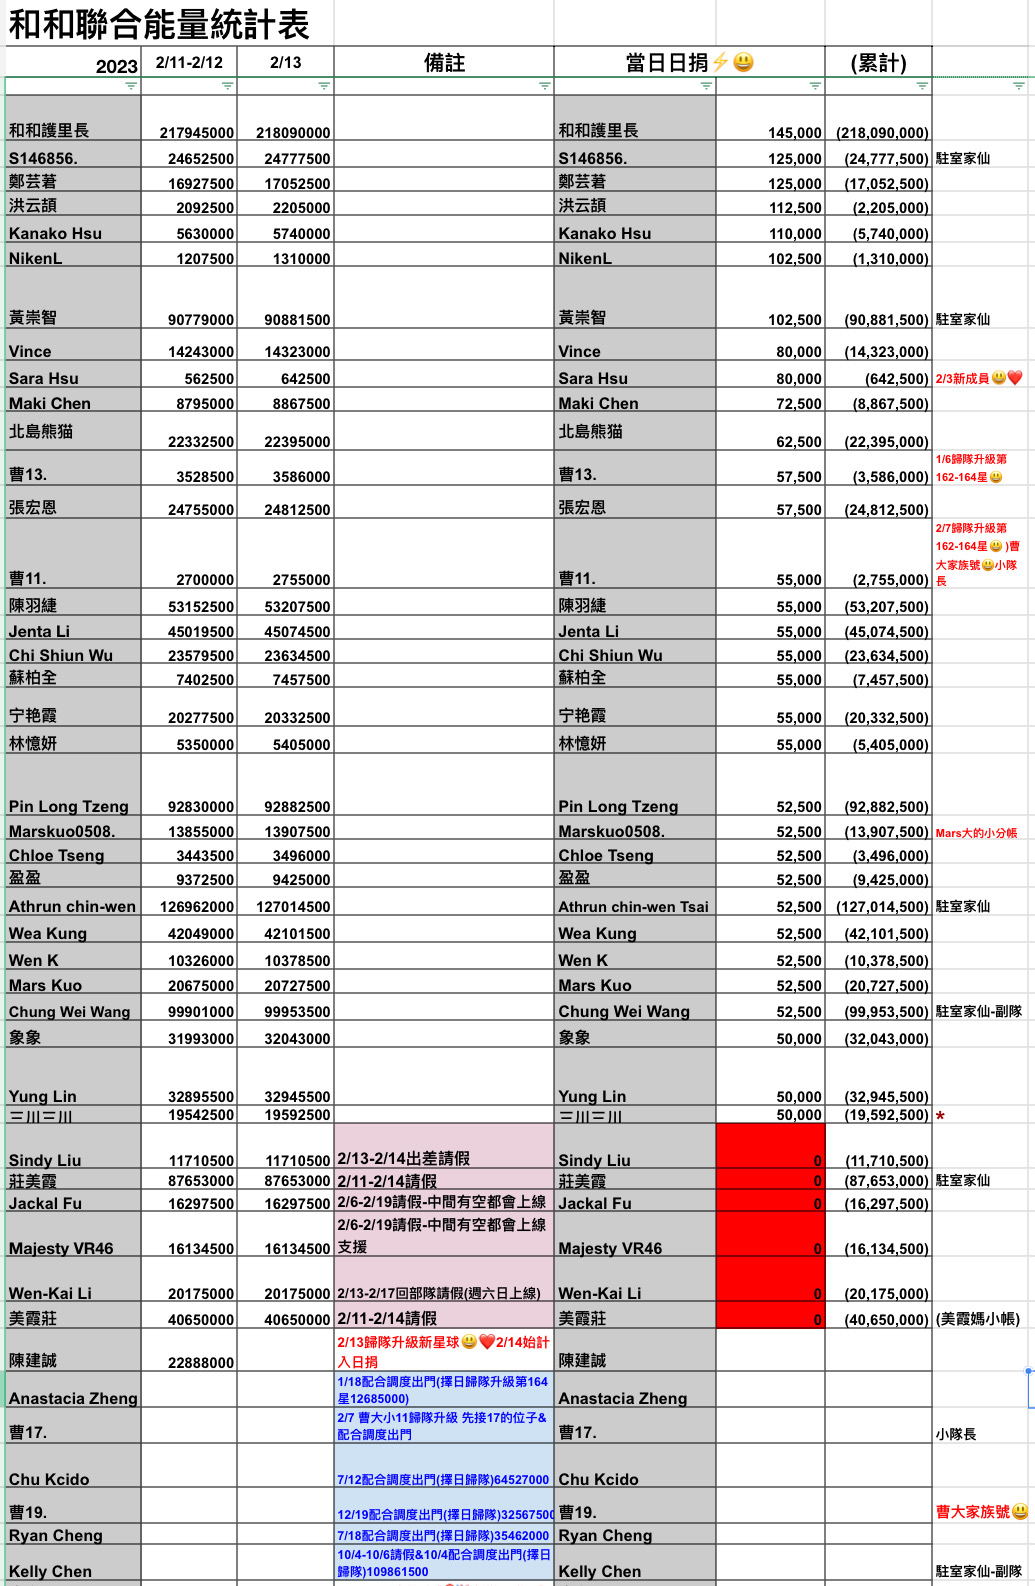 和和聯合能量統計表
2023 2/11-2/12 2/13 備註 當日日捐⚡😃 (累計)
和和護里長 217945000 218090000 和和護里長 145,000 (218,090,000)
S146856. 24652500 24777500 S146856. 125,000 (24,777,500) 駐室家仙
鄭芸莙 16927500 17052500 鄭芸莙 125,000 (17,052,500)
洪云頡 2092500 2205000 洪云頡 112,500 (2,205,000)
Kanako Hsu 5630000 5740000 Kanako Hsu 110,000 (5,740,000)
NikenL 1207500 1310000 NikenL 102,500 (1,310,000)
黃崇智 90779000 90881500 黃崇智 102,500 (90,881,500) 駐室家仙
Vince 14243000 14323000 Vince 80,000 (14,323,000)
Sara Hsu 562500 642500 Sara Hsu 80,000 (642,500) 2/3新成員😃❤️
Maki Chen 8795000 8867500 Maki Chen 72,500 (8,867,500)
北島熊猫 22332500 22395000 北島熊猫 62,500 (22,395,000)
1/6歸隊升級第
162-164星😃
曹13. 3528500 3586000 曹13. 57,500 (3,586,000)
張宏恩 24755000 24812500 張宏恩 57,500 (24,812,500)
2/7歸隊升級第
162-164星😃 )曹
大家族號😃小隊
長
曹11. 2700000 2755000 曹11. 55,000 (2,755,000)
陳羽緁 53152500 53207500 陳羽緁 55,000 (53,207,500)
Jenta Li 45019500 45074500 Jenta Li 55,000 (45,074,500)
Chi Shiun Wu 23579500 23634500 Chi Shiun Wu 55,000 (23,634,500)
蘇柏全 7402500 7457500 蘇柏全 55,000 (7,457,500)
宁艳霞 20277500 20332500 宁艳霞 55,000 (20,332,500)
林憶妍 5350000 5405000 林憶妍 55,000 (5,405,000)
Pin Long Tzeng 92830000 92882500 Pin Long Tzeng 52,500 (92,882,500)
Marskuo0508. 13855000 13907500 Marskuo0508. 52,500 (13,907,500) Mars大的小分帳
Chloe Tseng 3443500 3496000 Chloe Tseng 52,500 (3,496,000)
盈盈 9372500 9425000 盈盈 52,500 (9,425,000)
Athrun chin-wen 126962000 127014500 Athrun chin-wen Tsai 52,500 (127,014,500) 駐室家仙
Wea Kung 42049000 42101500 Wea Kung 52,500 (42,101,500)
Wen K 10326000 10378500 Wen K 52,500 (10,378,500)
Mars Kuo 20675000 20727500 Mars Kuo 52,500 (20,727,500)
Chung Wei Wang 99901000 99953500 Chung Wei Wang 52,500 (99,953,500) 駐室家仙-副隊
象象 31993000 32043000 象象 50,000 (32,043,000)
Yung Lin 32895500 32945500 Yung Lin 50,000 (32,945,500)
三川三川 19542500 19592500 三川三川 50,000 (19,592,500) *
Sindy Liu 11710500 11710500 2/13-2/14出差請假 Sindy Liu 0 (11,710,500)
莊美霞 87653000 87653000 2/11-2/14請假 莊美霞 0 (87,653,000) 駐室家仙
Jackal Fu 16297500 16297500 2/6-2/19請假-中間有空都會上線 Jackal Fu 0 (16,297,500)
2/6-2/19請假-中間有空都會上線
支援
Majesty VR46 16134500 16134500 Majesty VR46 0 (16,134,500)
Wen-Kai Li 20175000 20175000 2/13-2/17回部隊請假(週六日上線) Wen-Kai Li 0 (20,175,000)
美霞莊 40650000 40650000 2/11-2/14請假 美霞莊 0 (40,650,000) (美霞媽小帳)
2/13歸隊升級新星球😃❤️2/14始計
入日捐
陳建誠 22888000 陳建誠
1/18配合調度出門(擇日歸隊升級第164
星12685000)
Anastacia Zheng Anastacia Zheng
2/7 曹大小11歸隊升級 先接17的位子&
配合調度出門
曹17. 曹17. 小隊長
Chu Kcido 7/12配合調度出門(擇日歸隊)64527000 Chu Kcido
曹19. 12/19配合調度出門(擇日歸隊)32567500 曹19. 曹大家族號😃
Ryan Cheng 7/18配合調度出門(擇日歸隊)35462000 Ryan Cheng
10/4-10/6請假&10/4配合調度出門(擇日
歸隊)109861500
Kelly Chen Kelly Chen 駐室家仙-副隊